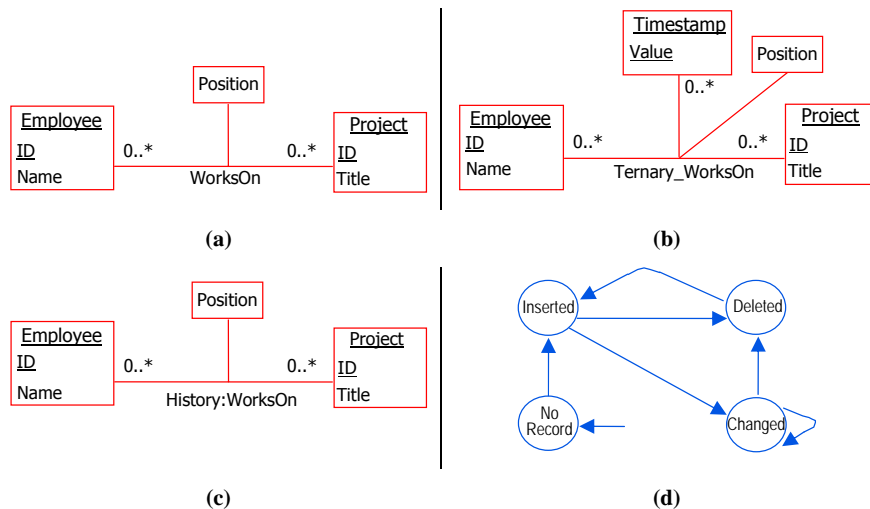 Position
Employee
ID
Name
0..*
0..*
WorksOn
Project
ID
Title
(a)
Timestamp
Value
Position
0..*
Employee
ID
Name
0..*
0..*
Ternary_WorksOn
Project
ID
Title
(b)
Position
Employee
ID
Name
0..*
0..*
History:WorksOn
Project
ID
Title
(c)
Inserted
Deleted
No
Record
Changed
(d)